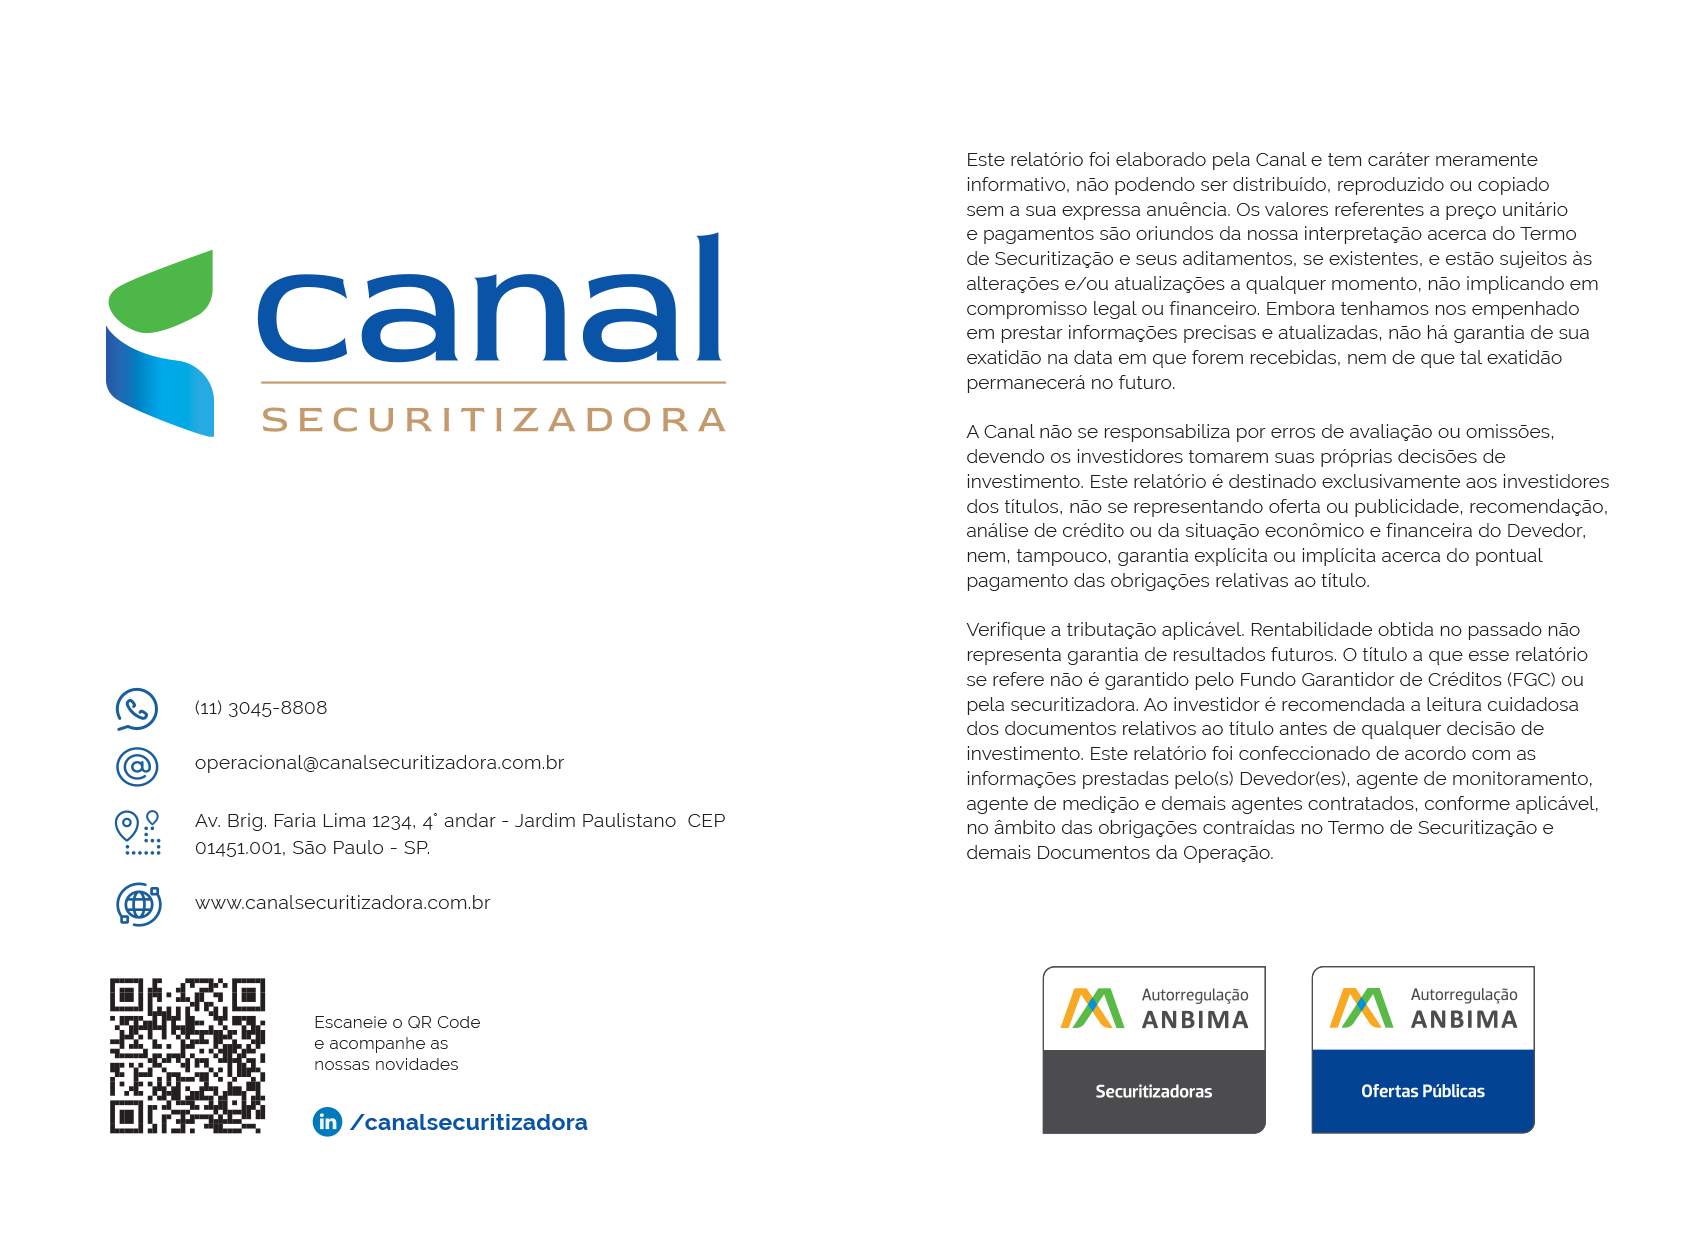 canal
SECURITIZADORA
(11) 3045-8808
operacional@canalsecuritizadora.com.br
Av. Brig. Faria Lima 1234, 4° andar - Jardim Paulistano  CEP
01451.001, São Paulo - SP.
www.canalsecuritizadora.com.br
Escaneie o QR Code
e acompanhe as
nossas novidades
in /canalsecuritizadora
Este relatório foi elaborado pela Canal e tem caráter meramente
informativo, não podendo ser distribuído, reproduzido ou copiado
sem a sua expressa anuência. Os valores referentes a preço unitário
e pagamentos são oriundos da nossa interpretação acerca do Termo
de Securitização e seus aditamentos, se existentes, e estão sujeitos às
alterações e/ou atualizações a qualquer momento, não implicando em
compromisso legal ou financeiro. Embora tenhamos nos empenhado
em prestar informações precisas e atualizadas, não há garantia de sua
exatidão na data em que forem recebidas, nem de que tal exatidão
permanecerá no futuro.
A Canal não se responsabiliza por erros de avaliação ou omissões,
devendo os investidores tomarem suas próprias decisões de
investimento. Este relatório é destinado exclusivamente aos investidores
dos títulos, não se representando oferta ou publicidade, recomendação,
análise de crédito ou da situação econômico e financeira do Devedor,
nem, tampouco, garantia explícita ou implícita acerca do pontual
pagamento das obrigações relativas ao título.
Verifique a tributação aplicável. Rentabilidade obtida no passado não
representa garantia de resultados futuros. O título a que esse relatório
se refere não é garantido pelo Fundo Garantidor de Créditos (FGC) ou
pela securitizadora. Ao investidor é recomendada a leitura cuidadosa
dos documentos relativos ao título antes de qualquer decisão de
investimento. Este relatório foi confeccionado de acordo com as
informações prestadas pelo(s) Devedor(es), agente de monitoramento,
agente de medição e demais agentes contratados, conforme aplicável,
no âmbito das obrigações contraídas no Termo de Securitização e
demais Documentos da Operação.
Autorregulação
ANBIMA
Securitizadoras
Autorregulação
ANBIMA
Ofertas Públicas